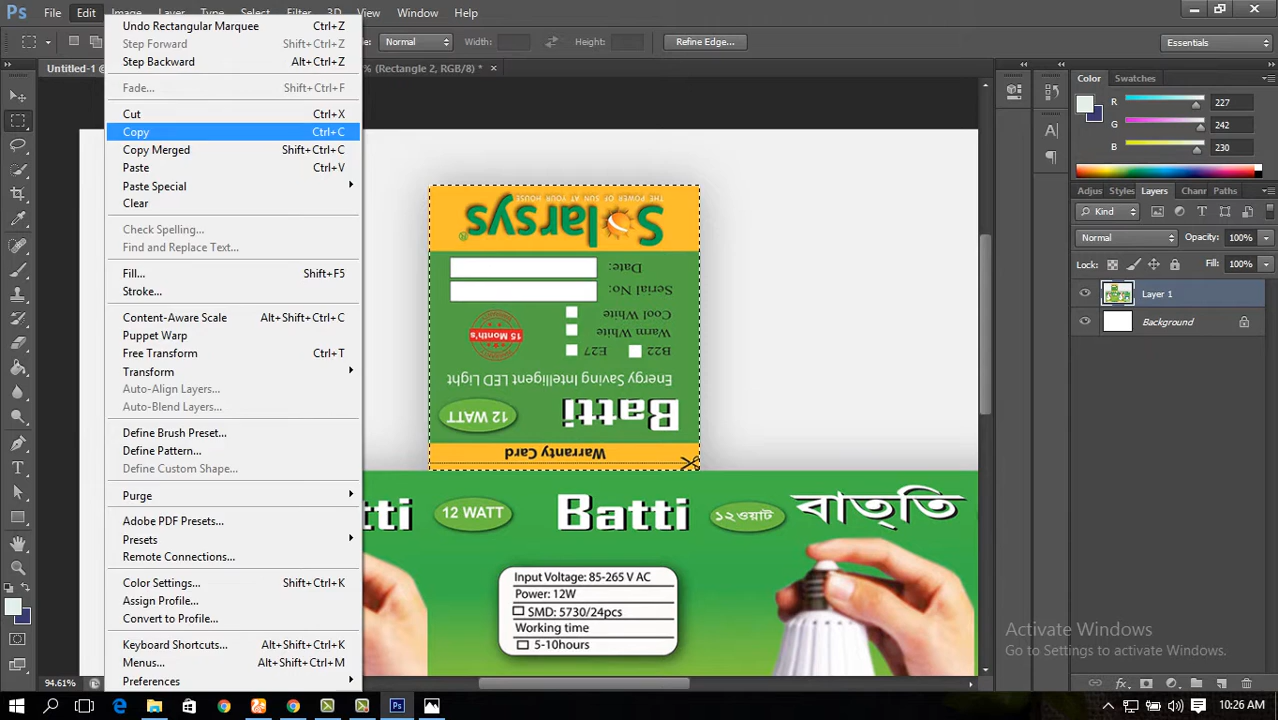 Ps File Edit Image Layer Type Select Filter 3D View Window Help
Normal Width: Height: Refine Edge... Essentials
Untitled-1 % (Rectangle 2, RGB/8) *
Undo Rectangular Marquee Ctrl+Z
Step Forward Shift+Ctrl+Z
Step Backward Alt+Ctrl+Z
Fade... Shift+Ctrl+F
Cut Ctrl+X
Copy Ctrl+C
Copy Merged Shift+Ctrl+C
Paste Ctrl+V
Paste Special
Clear
Check Spelling...
Find and Replace Text...
Fill... Shift+F5
Stroke...
Content-Aware Scale Alt+Shift+Ctrl+C
Puppet Warp
Free Transform Ctrl+T
Transform
Auto-Align Layers...
Auto-Blend Layers...
Define Brush Preset...
Define Pattern...
Define Custom Shape...
Purge
Adobe PDF Presets...
Presets
Remote Connections...
Color Settings... Shift+Ctrl+K
Assign Profile...
Convert to Profile...
Keyboard Shortcuts... Alt+Shift+Ctrl+K
Menus... Alt+Shift+Ctrl+M
Preferences
Warranty Card
Batti 12 WATT
Energy Saving Intelligent LED Light
B22 E27
Warm White
Cool White
15 Month's
Serial No:
Date:
Solarsys®
THE POWER OF SUN AT YOUR HOUSE
tti 12 WATT Batti ১২ওয়াট বাত্তি
Input Voltage: 85-265 V AC
Power: 12W
SMD: 5730/24pcs
Working time
5-10hours
Color Swatches
R 227
G 242
B 230
Adjus Styles Layers Chanr Paths
Kind
Normal Opacity: 100%
Lock: Fill: 100%
Layer 1
Background
Activate Windows
Go to Settings to activate Windows.
94.61%
10:26 AM